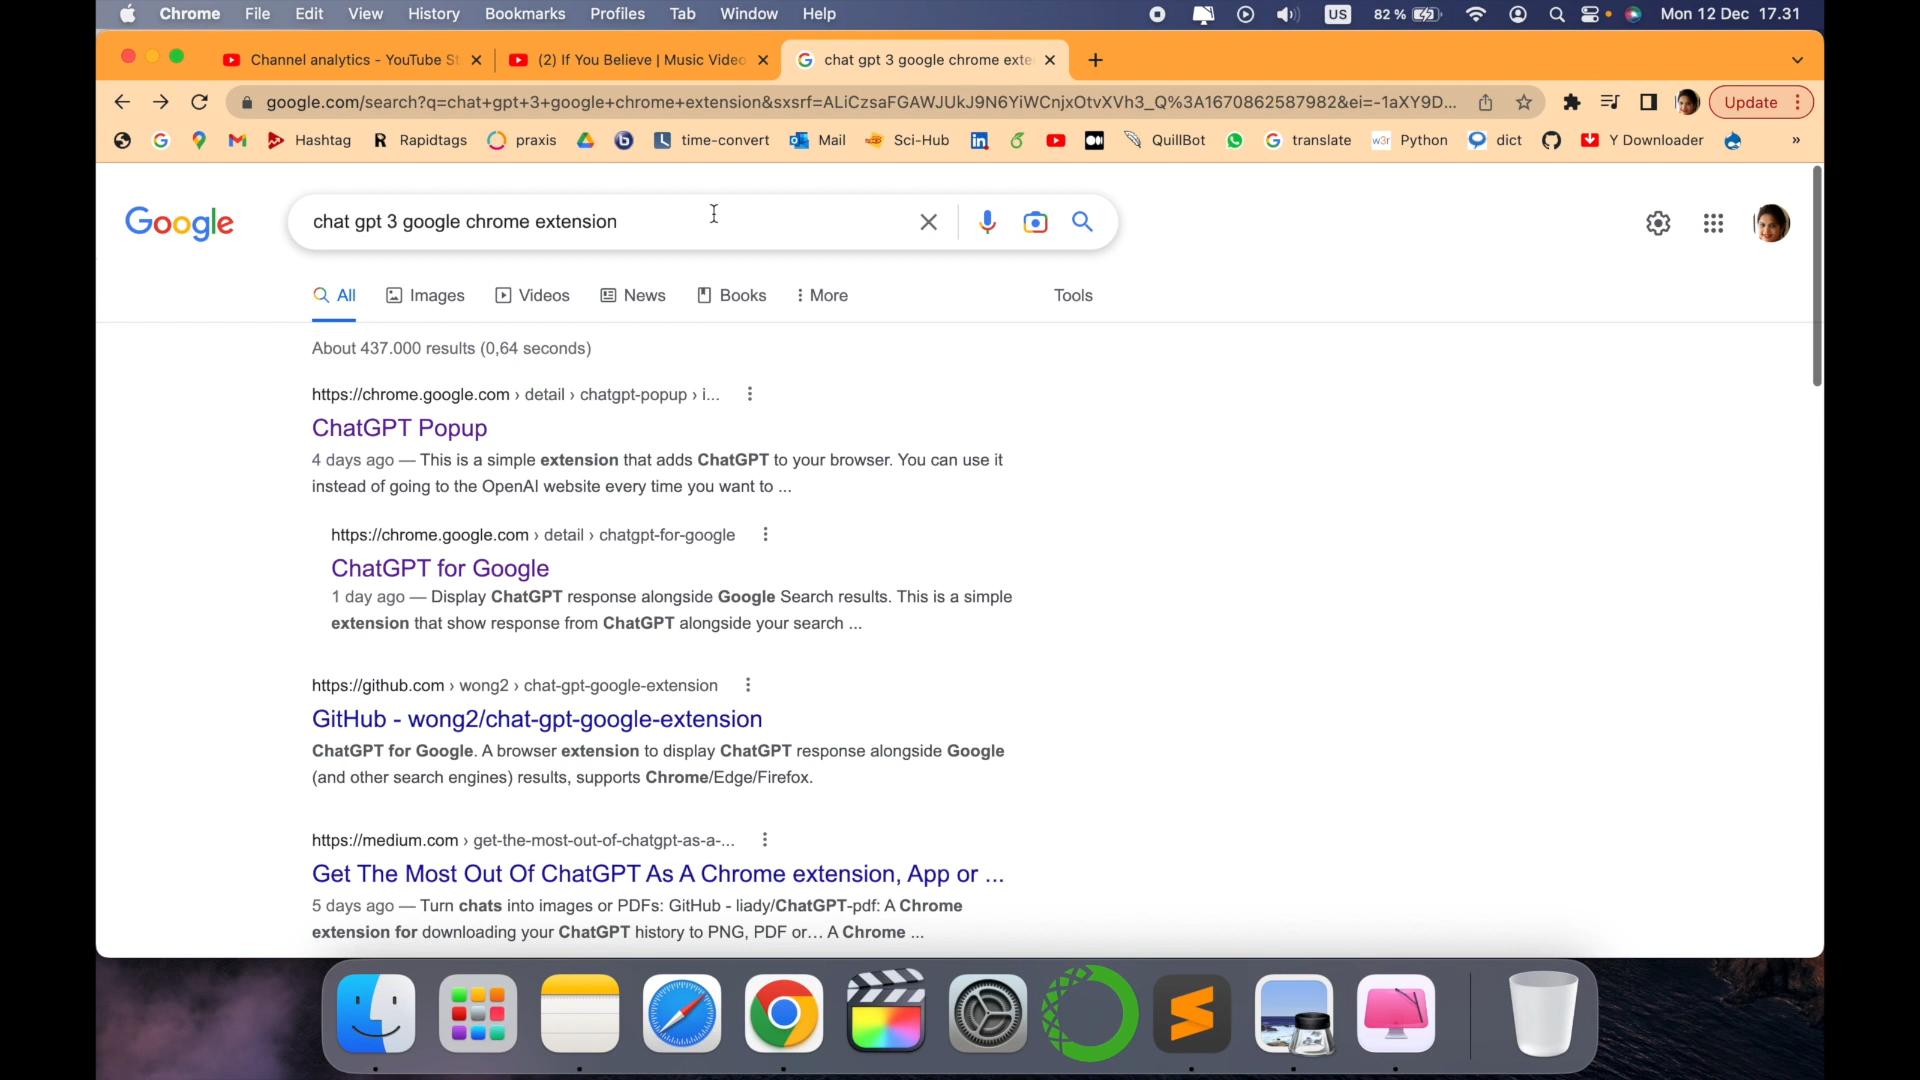 Chrome File Edit View History Bookmarks Profiles Tab Window Help US 82 % Mon 12 Dec 17.31
Channel analytics - YouTube St (2) If You Believe | Music Video chat gpt 3 google chrome exte
google.com/search?q=chat+gpt+3+google+chrome+extension&sxsrf=ALiCzsaFGAWJUkJ9N6YiWCnjxOtvXVh3_Q%3A1670862587982&ei=-1aXY9D... Update
Hashtag R Rapidtags praxis time-convert Mail Sci-Hub QuillBot translate w3r Python dict Y Downloader »
Google chat gpt 3 google chrome extension
All Images Videos News Books More Tools
About 437.000 results (0,64 seconds)
https://chrome.google.com › detail › chatgpt-popup › i...
ChatGPT Popup
4 days ago — This is a simple extension that adds ChatGPT to your browser. You can use it
instead of going to the OpenAI website every time you want to ...
https://chrome.google.com › detail › chatgpt-for-google
ChatGPT for Google
1 day ago — Display ChatGPT response alongside Google Search results. This is a simple
extension that show response from ChatGPT alongside your search ...
https://github.com › wong2 › chat-gpt-google-extension
GitHub - wong2/chat-gpt-google-extension
ChatGPT for Google. A browser extension to display ChatGPT response alongside Google
(and other search engines) results, supports Chrome/Edge/Firefox.
https://medium.com › get-the-most-out-of-chatgpt-as-a-...
Get The Most Out Of ChatGPT As A Chrome extension, App or ...
5 days ago — Turn chats into images or PDFs: GitHub - liady/ChatGPT-pdf: A Chrome
extension for downloading your ChatGPT history to PNG, PDF or... A Chrome ...